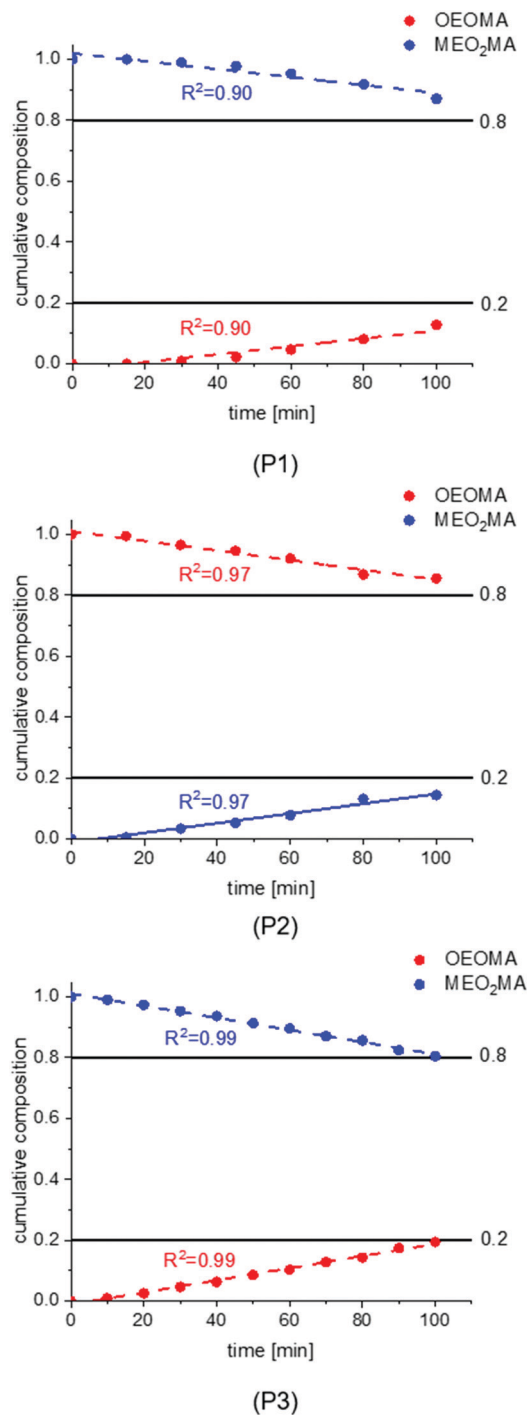 OEOMA
MEO₂MA
1.0
0.8
0.6
0.4
0.2
0.0
cumulative composition
R²=0.90
0.8
0.2
R²=0.90
0 20 40 60 80 100
time [min]
(P1)
OEOMA
MEO₂MA
1.0
0.8
0.6
0.4
0.2
0.0
cumulative composition
R²=0.97
0.8
0.2
R²=0.97
0 20 40 60 80 100
time [min]
(P2)
OEOMA
MEO₂MA
1.0
0.8
0.6
0.4
0.2
0.0
cumulative composition
R²=0.99
0.8
0.2
R²=0.99
0 20 40 60 80 100
time [min]
(P3)